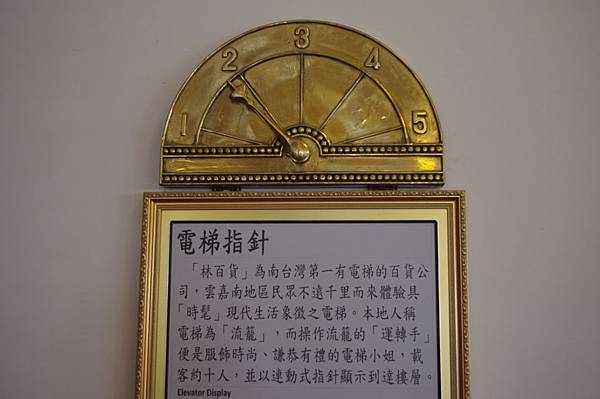 1 2 3 4 5
電梯指針
「林百貨」為南台灣第一有電梯的百貨公
司，雲嘉南地區民眾不遠千里而來體驗具
「時髦」現代生活象徵之電梯。本地人稱
電梯為「流籠」，而操作流籠的「運轉手」
便是服飾時尚、謙恭有禮的電梯小姐，載
客約十人，並以連動式指針顯示到達樓層。
Elevator Display